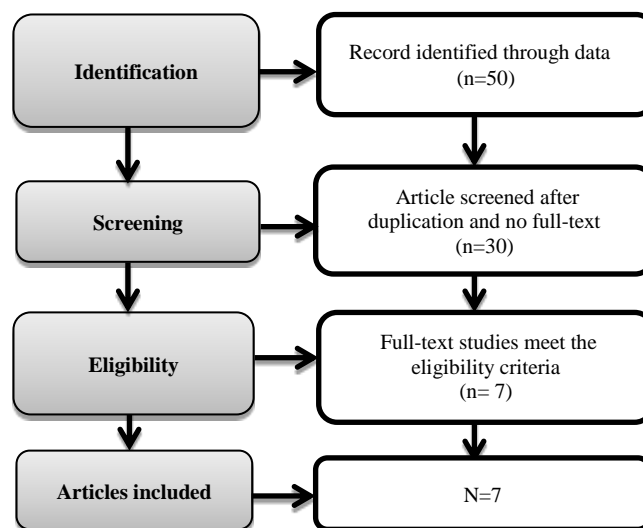 Identification
Record identified through data
(n=50)
Screening
Article screened after
duplication and no full-text
(n=30)
Eligibility
Full-text studies meet the
eligibility criteria
(n= 7)
Articles included
N=7